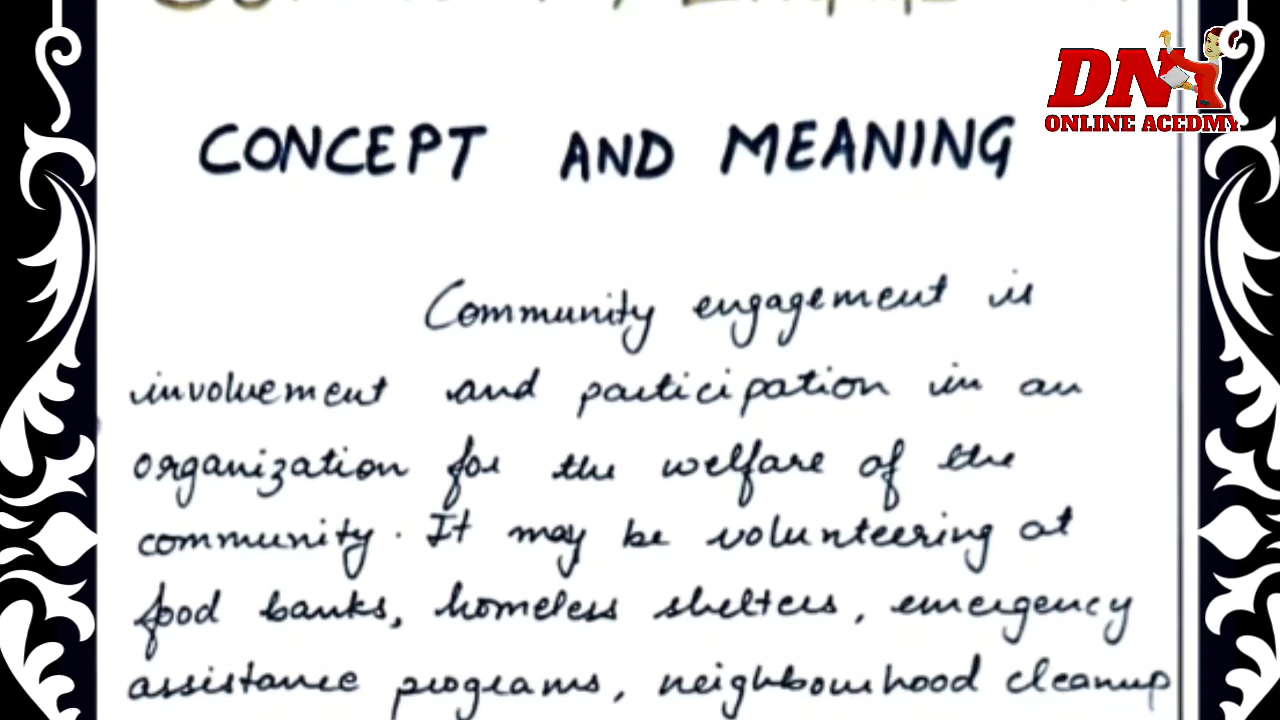 DNY
ONLINE ACEDMY
CONCEPT AND MEANING
Community engagement is
involvement and participation in an
organization for the welfare of the
community. It may be volunteering at
food banks, homeless shelters, emergency
assistance programs, neighbourhood cleanup